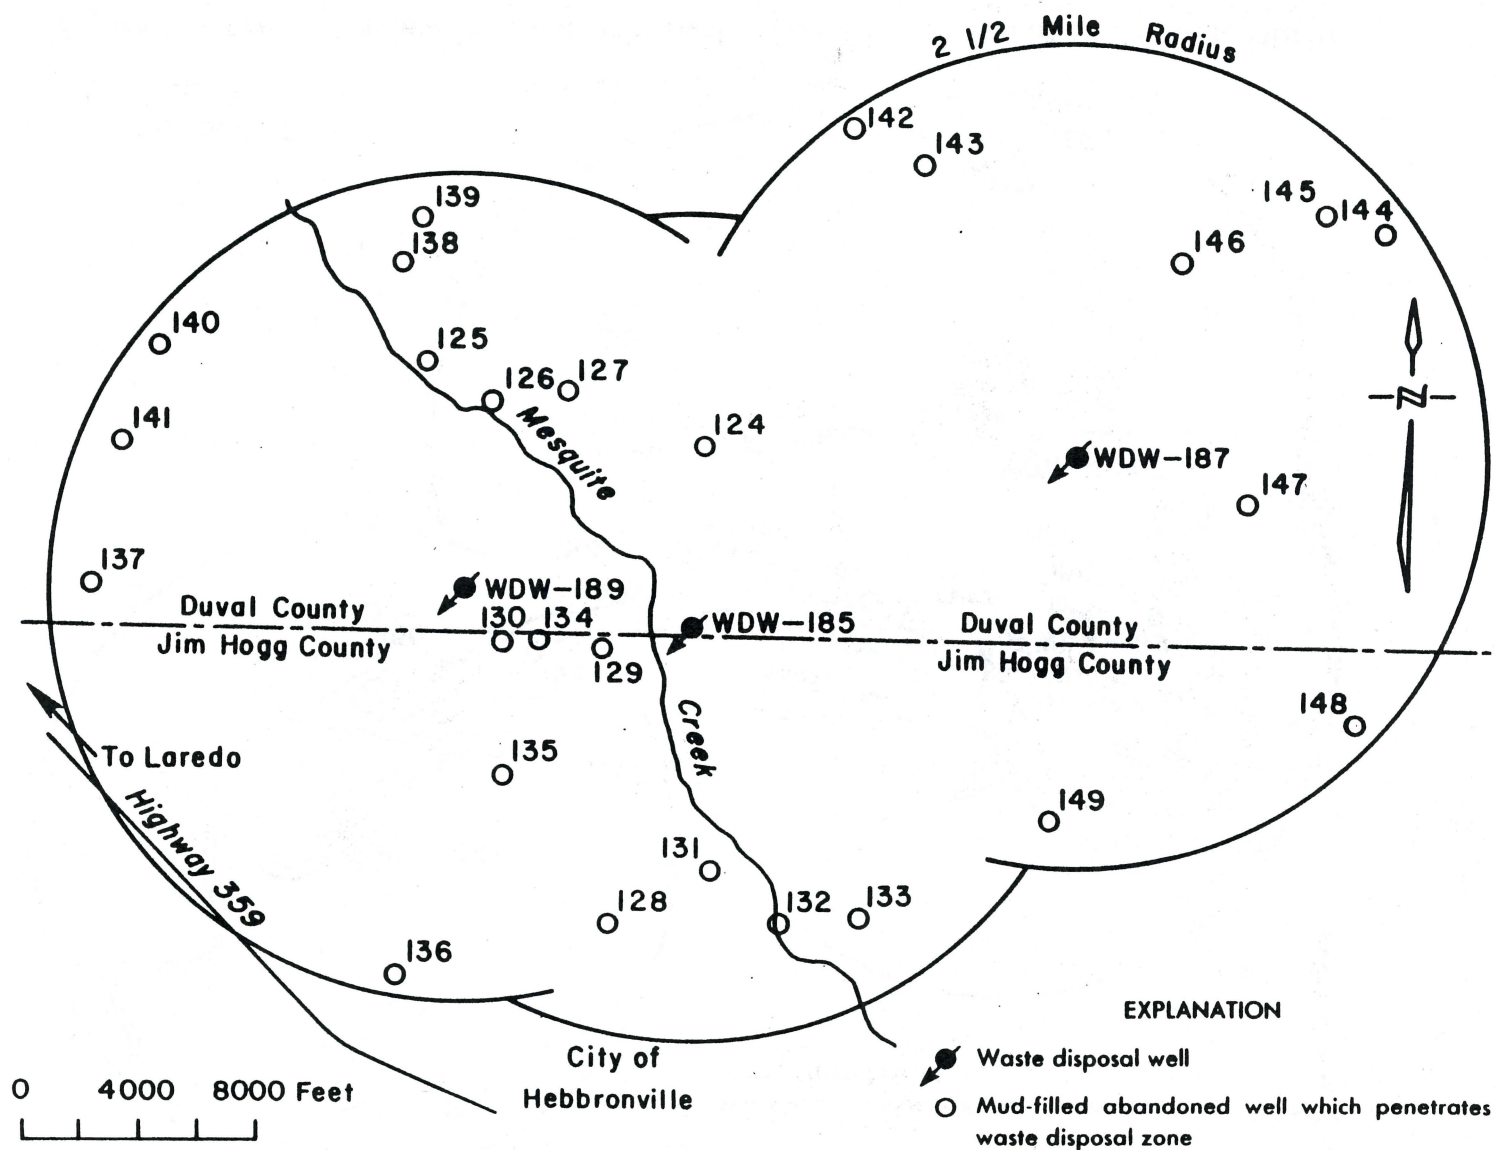 2 1/2 Mile Radius
142
143
139
145
144
138
146
140
125
127
126
141
124
Mesquite
WDW-187
147
137
WDW-189
Duval County
130 134
WDW-185
Duval County
Jim Hogg County
129
Jim Hogg County
148
Creek
135
To Laredo
149
Highway 359
131
128
132
133
136
N
EXPLANATION
Waste disposal well
Mud-filled abandoned well which penetrates
waste disposal zone
City of
Hebbronville
0 4000 8000 Feet